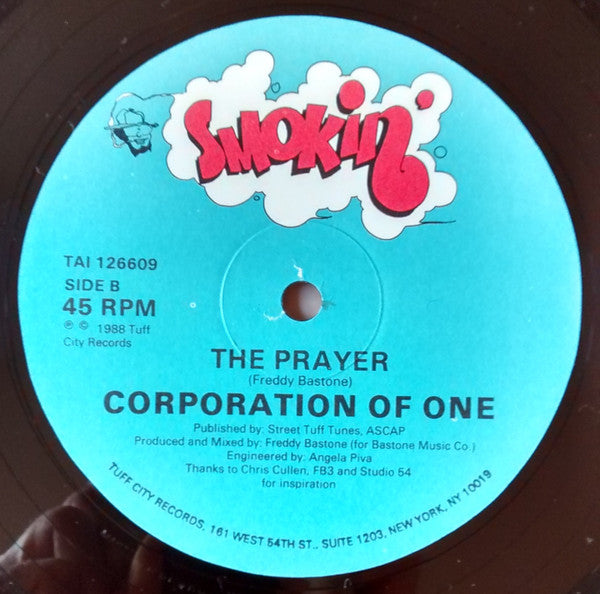 SMOKIN'
TAI 126609
SIDE B
45 RPM
℗ © 1988 Tuff
City Records
THE PRAYER
(Freddy Bastone)
CORPORATION OF ONE
Published by: Street Tuff Tunes, ASCAP
Produced and Mixed by: Freddy Bastone (for Bastone Music Co.)
Engineered by: Angela Piva
Thanks to Chris Cullen, FB3 and Studio 54
for inspiration
TUFF CITY RECORDS, 161 WEST 54TH ST., SUITE 1203, NEW YORK, NY 10019